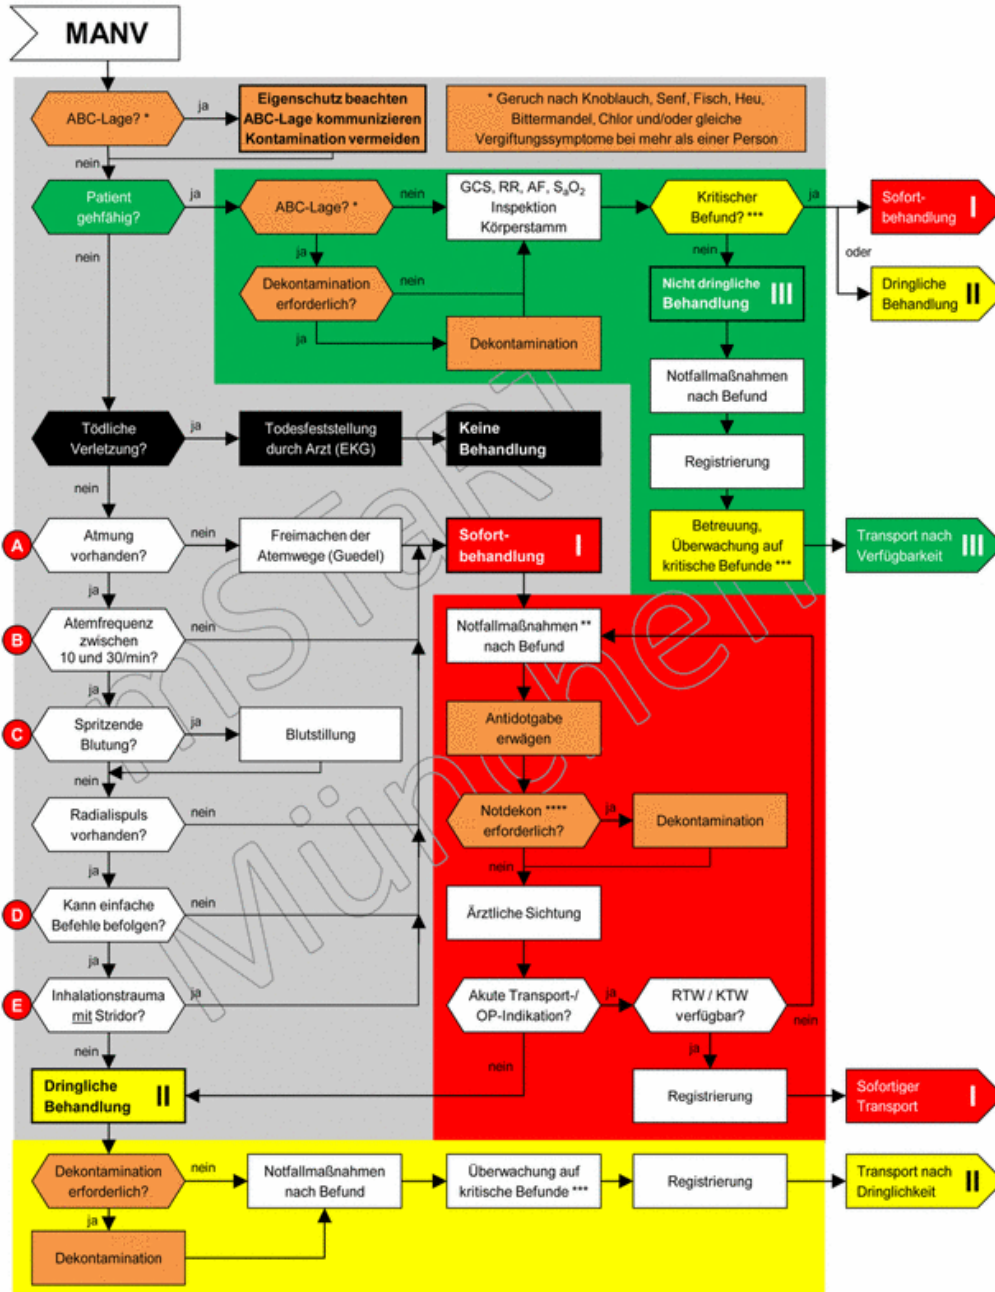 MANV
ABC-Lage? *
ja
Eigenschutz beachten
ABC-Lage kommunizieren
Kontamination vermeiden
* Geruch nach Knoblauch, Senf, Fisch, Heu,
Bittermandel, Chlor und/oder gleiche
Vergiftungssymptome bei mehr als einer Person
nein
Patient
gehfähig?
ja
ABC-Lage? *
nein
GCS, RR, AF, SaO2
Inspektion
Körperstamm
Kritischer
Befund? ***
ja
Sofort-
behandlung
I
oder
Dringliche
Behandlung
II
nein
ja
nein
Dekontamination
erforderlich?
nein
ja
Dekontamination
Nicht dringliche
Behandlung
III
Notfallmaßnahmen
nach Befund
Registrierung
Betreuung,
Überwachung auf
kritische Befunde ***
Transport nach
Verfügbarkeit
III
Tödliche
Verletzung?
ja
Todesfeststellung
durch Arzt (EKG)
Keine
Behandlung
nein
A
Atmung
vorhanden?
nein
Freimachen der
Atemwege (Guedel)
Sofort-
behandlung
I
ja
B
Atemfrequenz
zwischen
10 und 30/min?
nein
Notfallmaßnahmen **
nach Befund
ja
C
Spritzende
Blutung?
ja
Blutstillung
Antidotgabe
erwägen
nein
Radialispuls
vorhanden?
nein
Notdekon ****
erforderlich?
ja
Dekontamination
nein
ja
D
Kann einfache
Befehle befolgen?
nein
Ärztliche Sichtung
ja
E
Inhalationstrauma
mit Stridor?
ja
Akute Transport-/
OP-Indikation?
ja
RTW / KTW
verfügbar?
nein
nein
nein
ja
Dringliche
Behandlung
II
Registrierung
Sofortiger
Transport
I
Dekontamination
erforderlich?
nein
Notfallmaßnahmen
nach Befund
Überwachung auf
kritische Befunde ***
Registrierung
Transport nach
Dringlichkeit
II
ja
Dekontamination
mSTaRT
München